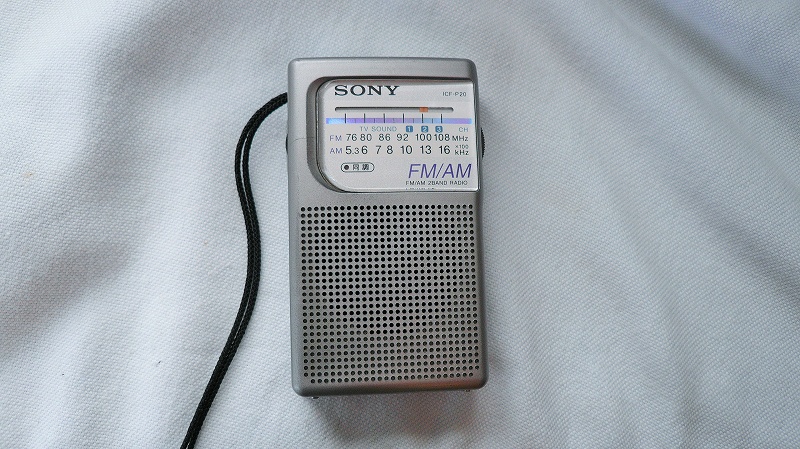 SONY ICF-P20
TV SOUND 1 2 3 CH
FM 76 80 86 92 100 108 MHz
AM 5.3 6 7 8 10 13 16 ×100 kHz
同調
FM/AM
FM/AM 2BAND RADIO